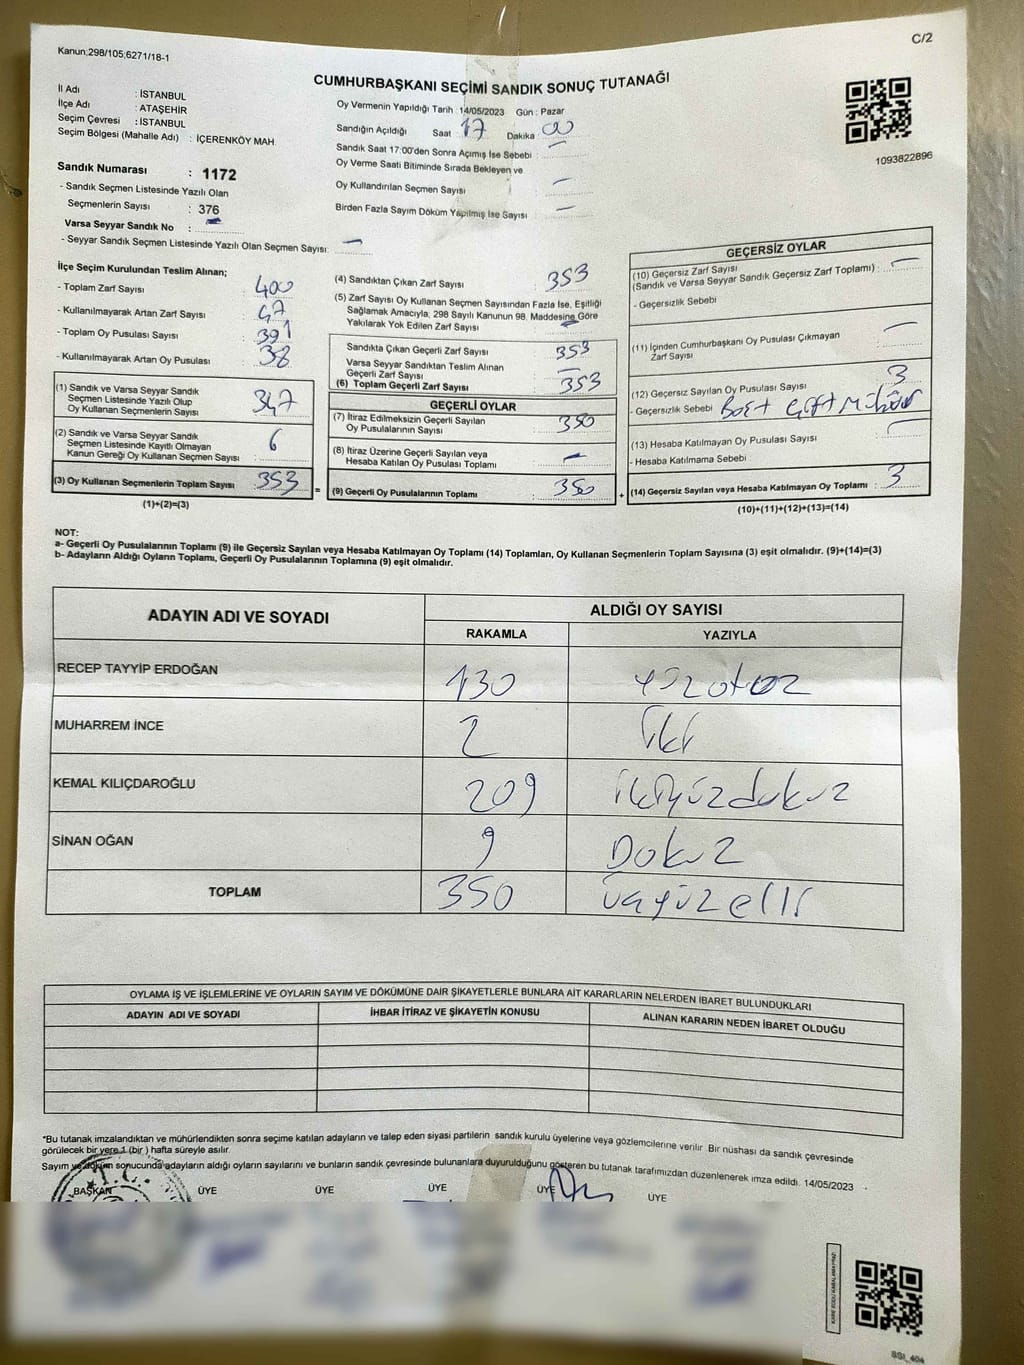 Kanun;298/105;6271/18-1
C/2
CUMHURBAŞKANI SEÇİMİ SANDIK SONUÇ TUTANAĞI
İl Adı : İSTANBUL
İlçe Adı : ATAŞEHİR
Seçim Çevresi : İSTANBUL
Seçim Bölgesi (Mahalle Adı) : İÇERENKÖY MAH.
Oy Vermenin Yapıldığı Tarih : 14/05/2023 Gün : Pazar
Sandığın Açıldığı Saat : 17 Dakika : 00
Sandık Saat 17:00'den Sonra Açılmış İse Sebebi : —
Oy Verme Saati Bitiminde Sırada Bekleyen ve
Oy Kullandırılan Seçmen Sayısı : —
Birden Fazla Sayım Döküm Yapılmış İse Sayısı : —
1093822896
Sandık Numarası : 1172
- Sandık Seçmen Listesinde Yazılı Olan
Seçmenlerin Sayısı : 376
Varsa Seyyar Sandık No : —
- Seyyar Sandık Seçmen Listesinde Yazılı Olan Seçmen Sayısı: —
İlçe Seçim Kurulundan Teslim Alınan;
- Toplam Zarf Sayısı : 400
- Kullanılmayarak Artan Zarf Sayısı : 47
- Toplam Oy Pusulası Sayısı : 391
- Kullanılmayarak Artan Oy Pusulası : 38
(1) Sandık ve Varsa Seyyar Sandık
Seçmen Listesinde Yazılı Olup
Oy Kullanan Seçmenlerin Sayısı : 347
(2) Sandık ve Varsa Seyyar Sandık
Seçmen Listesinde Kayıtlı Olmayan
Kanun Gereği Oy Kullanan Seçmen Sayısı : 6
(3) Oy Kullanan Seçmenlerin Toplam Sayısı : 353
(1)+(2)=(3)
=
(4) Sandıktan Çıkan Zarf Sayısı : 353
(5) Zarf Sayısı Oy Kullanan Seçmen Sayısından Fazla İse, Eşitliği
Sağlamak Amacıyla, 298 Sayılı Kanunun 98. Maddesine Göre
Yakılarak Yok Edilen Zarf Sayısı : —
Sandıkta Çıkan Geçerli Zarf Sayısı : 353
Varsa Seyyar Sandıktan Teslim Alınan
Geçerli Zarf Sayısı : —
(6) Toplam Geçerli Zarf Sayısı : 353
GEÇERLİ OYLAR
(7) İtiraz Edilmeksizin Geçerli Sayılan
Oy Pusulalarının Sayısı : 350
(8) İtiraz Üzerine Geçerli Sayılan veya
Hesaba Katılan Oy Pusulası Toplamı : —
(9) Geçerli Oy Pusulalarının Toplamı : 350
+
GEÇERSİZ OYLAR
(10) Geçersiz Zarf Sayısı
(Sandık ve Varsa Seyyar Sandık Geçersiz Zarf Toplamı) : —
- Geçersizlik Sebebi
(11) İçinden Cumhurbaşkanı Oy Pusulası Çıkmayan
Zarf Sayısı : —
(12) Geçersiz Sayılan Oy Pusulası Sayısı : 3
- Geçersizlik Sebebi Boş+ Çift Mühür
(13) Hesaba Katılmayan Oy Pusulası Sayısı : —
- Hesaba Katılmama Sebebi
(14) Geçersiz Sayılan veya Hesaba Katılmayan Oy Toplamı : 3
(10)+(11)+(12)+(13)=(14)
NOT:
a- Geçerli Oy Pusulalarının Toplamı (9) ile Geçersiz Sayılan veya Hesaba Katılmayan Oy Toplamı (14) Toplamları, Oy Kullanan Seçmenlerin Toplam Sayısına (3) eşit olmalıdır. (9)+(14)=(3)
b- Adayların Aldığı Oyların Toplamı, Geçerli Oy Pusulalarının Toplamına (9) eşit olmalıdır.
ADAYIN ADI VE SOYADI ALDIĞI OY SAYISI
RAKAMLA YAZIYLA
RECEP TAYYİP ERDOĞAN 130 yüzotuz
MUHARREM İNCE 2 iki
KEMAL KILIÇDAROĞLU 209 ikiyüzdokuz
SİNAN OĞAN 9 Dokuz
TOPLAM 350 üçyüzelli
OYLAMA İŞ VE İŞLEMLERİNE VE OYLARIN SAYIM VE DÖKÜMÜNE DAİR ŞİKAYETLERLE BUNLARA AİT KARARLARIN NELERDEN İBARET BULUNDUKLARI
ADAYIN ADI VE SOYADI İHBAR İTİRAZ VE ŞİKAYETİN KONUSU ALINAN KARARIN NEDEN İBARET OLDUĞU
*Bu tutanak imzalandıktan ve mühürlendikten sonra seçime katılan adayların ve talep eden siyasi partilerin sandık kurulu üyelerine veya gözlemcilerine verilir. Bir nüshası da sandık çevresinde
görülecek bir yere 1 (bir ) hafta süreyle asılır.
Sayım ve döküm sonucunda adayların aldığı oyların sayılarını ve bunların sandık çevresinde bulunanlara duyurulduğunu gösteren bu tutanak tarafımızdan düzenlenerek imza edildi. 14/05/2023
T.C.
BAŞKAN ÜYE ÜYE ÜYE ÜYE ÜYE